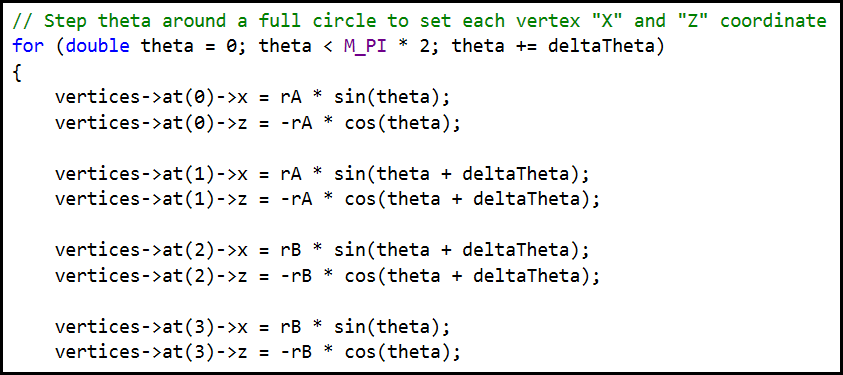 // Step theta around a full circle to set each vertex "X" and "Z" coordinate
for (double theta = 0; theta < M_PI * 2; theta += deltaTheta)
{
    vertices->at(0)->x = rA * sin(theta);
    vertices->at(0)->z = -rA * cos(theta);

    vertices->at(1)->x = rA * sin(theta + deltaTheta);
    vertices->at(1)->z = -rA * cos(theta + deltaTheta);

    vertices->at(2)->x = rB * sin(theta + deltaTheta);
    vertices->at(2)->z = -rB * cos(theta + deltaTheta);

    vertices->at(3)->x = rB * sin(theta);
    vertices->at(3)->z = -rB * cos(theta);